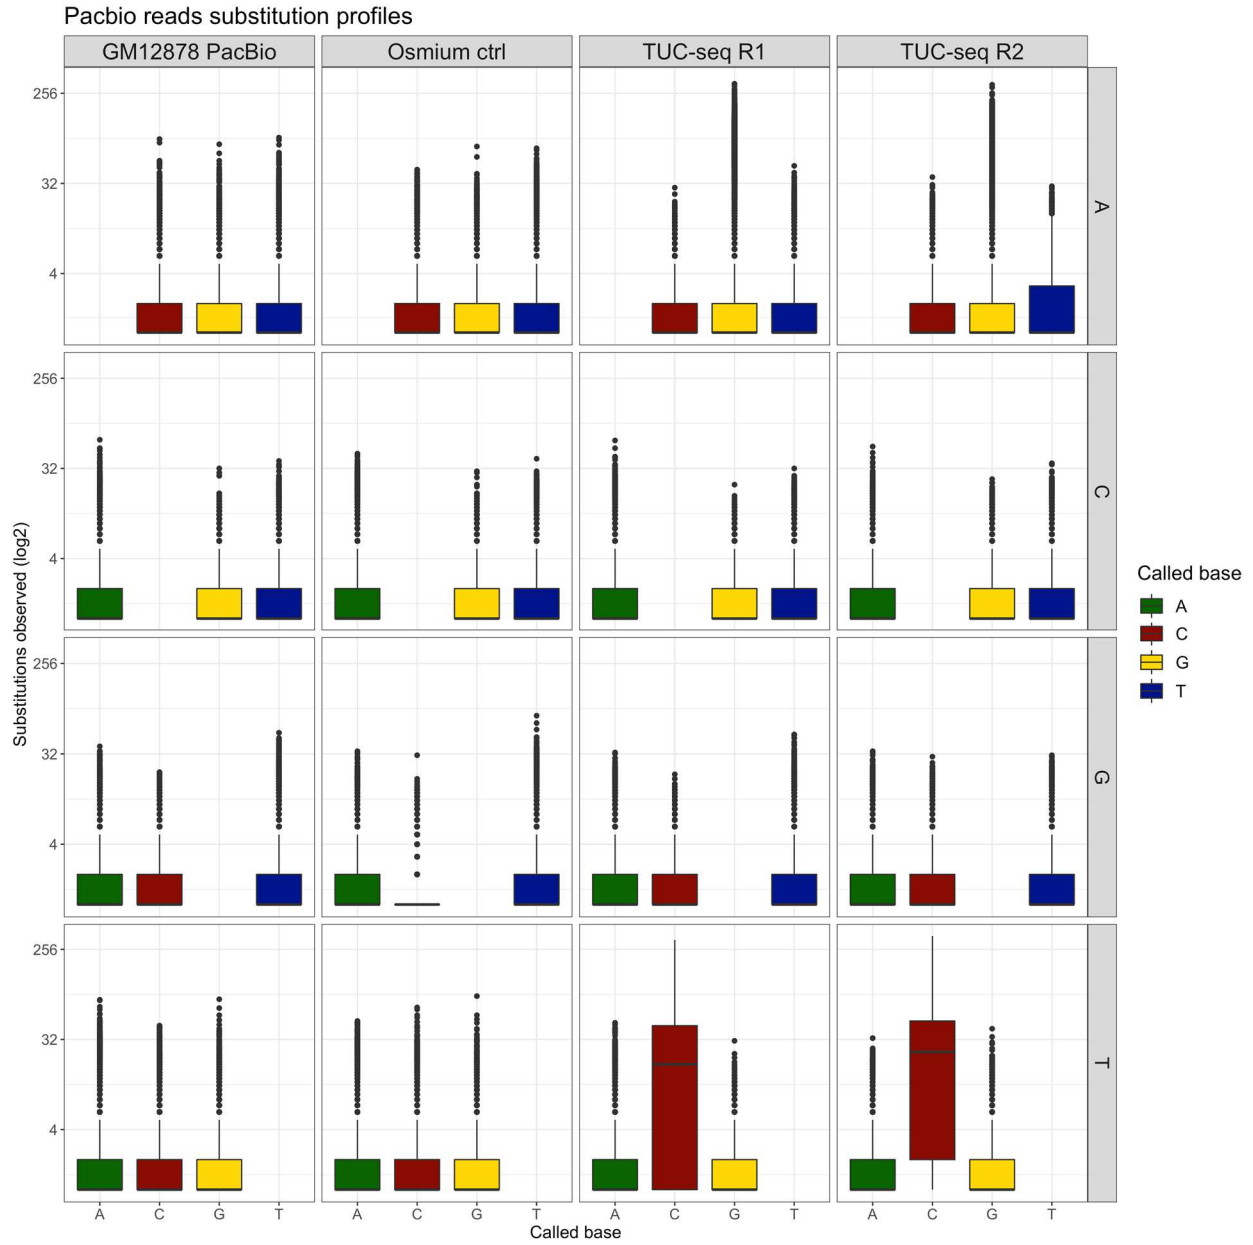 Pacbio reads substitution profiles
GM12878 PacBio
Osmium ctrl
TUC-seq R1
TUC-seq R2
256
32
4
A
256
32
4
C
256
32
4
G
256
32
4
T
Substitutions observed (log2)
A C G T
A C G T
A C G T
A C G T
Called base
Called base
A
C
G
T